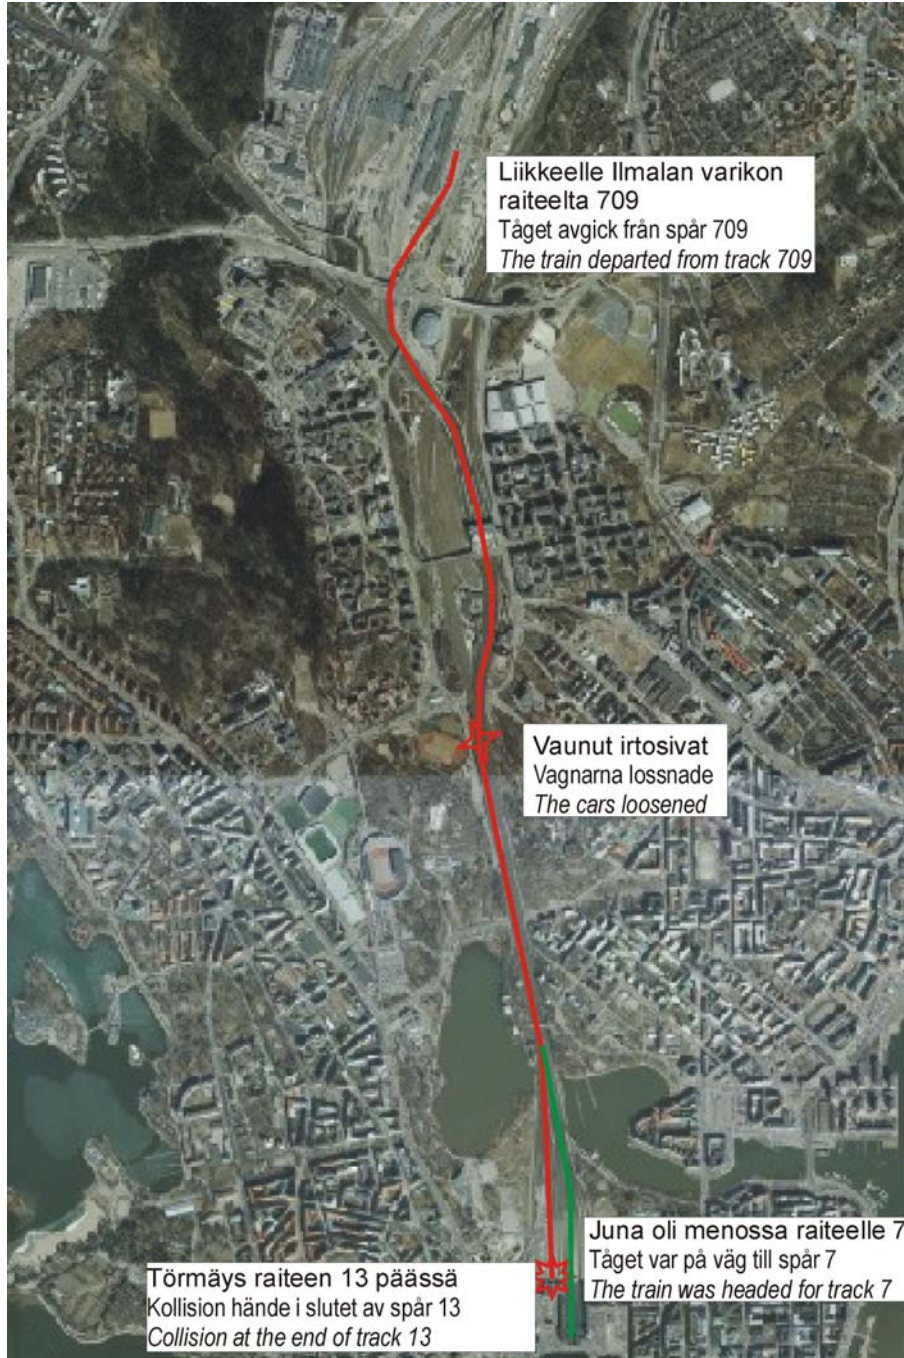 Liikkeelle Ilmalan varikon
raiteelta 709
Tåget avgick från spår 709
The train departed from track 709
Vaunut irtosivat
Vagnarna lossnade
The cars loosened
Juna oli menossa raiteelle 7
Tåget var på väg till spår 7
The train was headed for track 7
Törmäys raiteen 13 päässä
Kollision hände i slutet av spår 13
Collision at the end of track 13